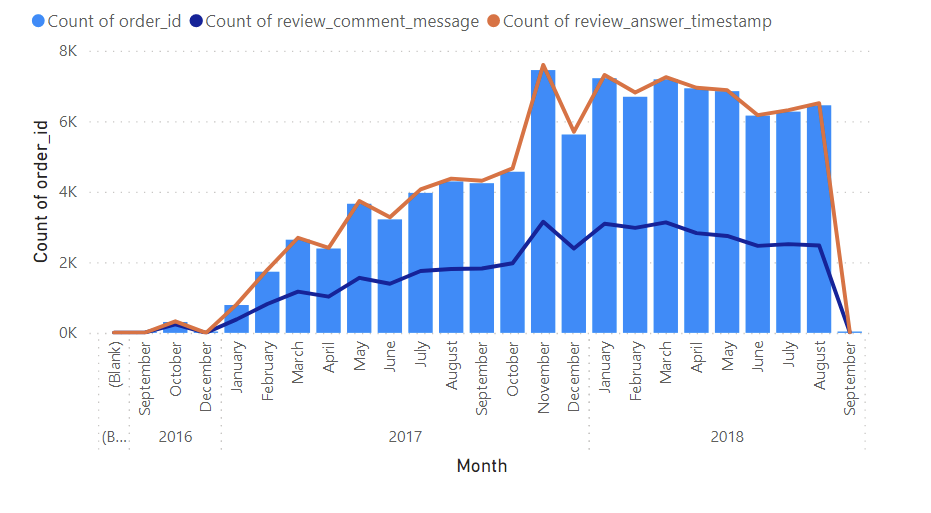 Count of order_id Count of review_comment_message Count of review_answer_timestamp
8K
6K
4K
2K
0K
Count of order_id
(Blank) September October December January February March April May June July August September October November December January February March April May June July August September
(B... 2016 2017 2018
Month